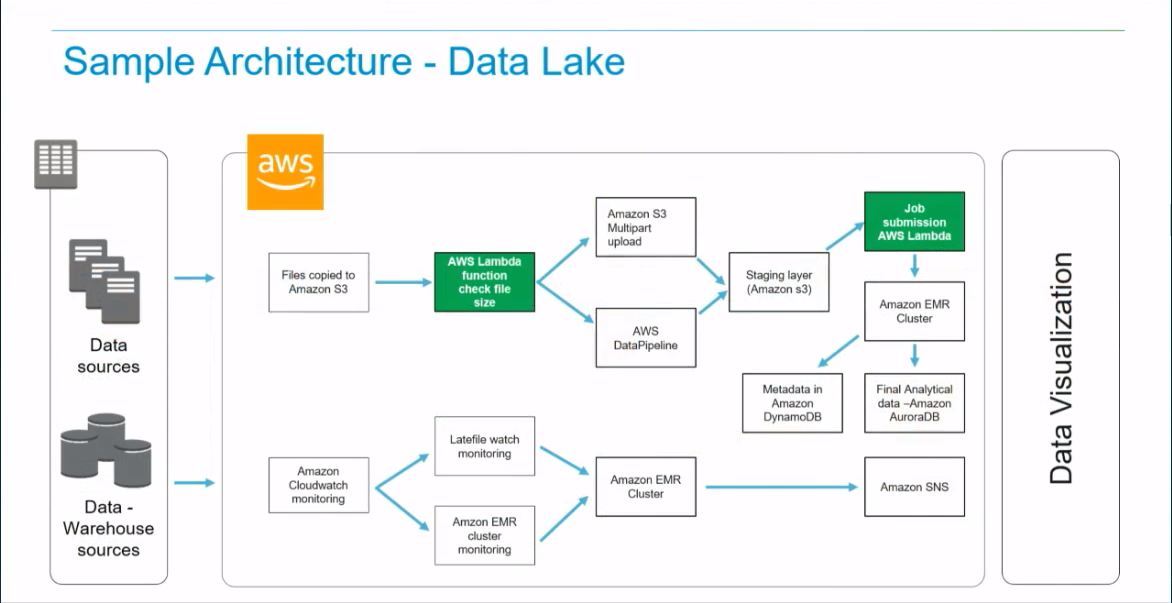 Sample Architecture - Data Lake
aws
Data
sources
Data -
Warehouse
sources
Files copied to
Amazon S3
AWS Lambda
function
check file
size
Amazon S3
Multipart
upload
AWS
DataPipeline
Staging layer
(Amazon s3)
Job
submission
AWS Lambda
Amazon EMR
Cluster
Metadata in
Amazon
DynamoDB
Final Analytical
data –Amazon
AuroraDB
Amazon
Cloudwatch
monitoring
Latefile watch
monitoring
Amzon EMR
cluster
monitoring
Amazon EMR
Cluster
Amazon SNS
Data Visualization